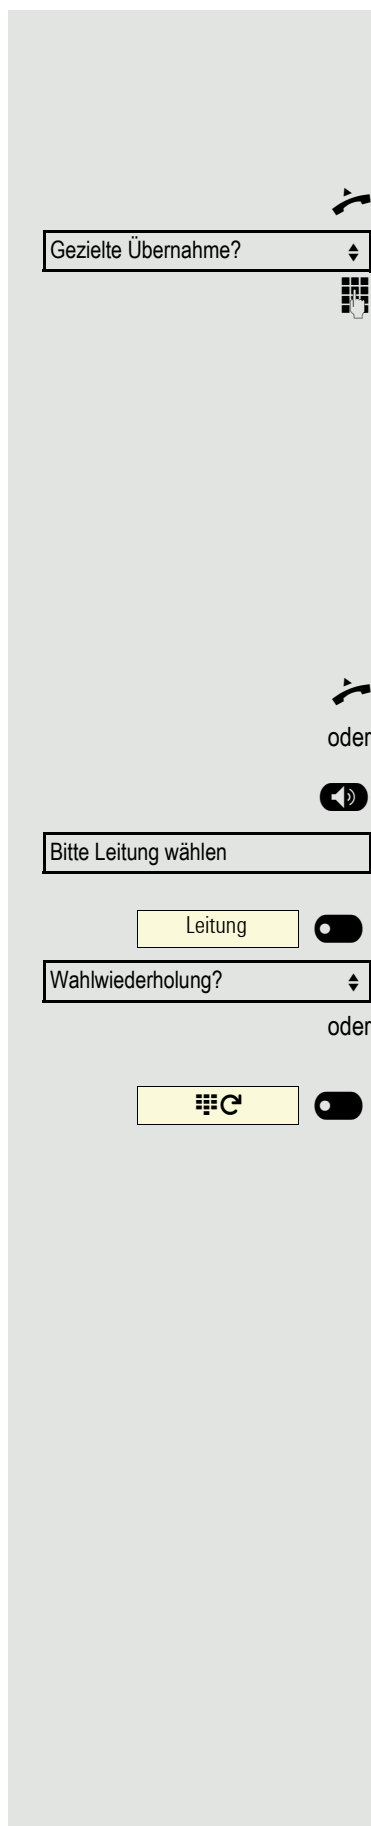 Gezielte Übernahme?
oder
Bitte Leitung wählen
Leitung
Wahlwiederholung?
oder